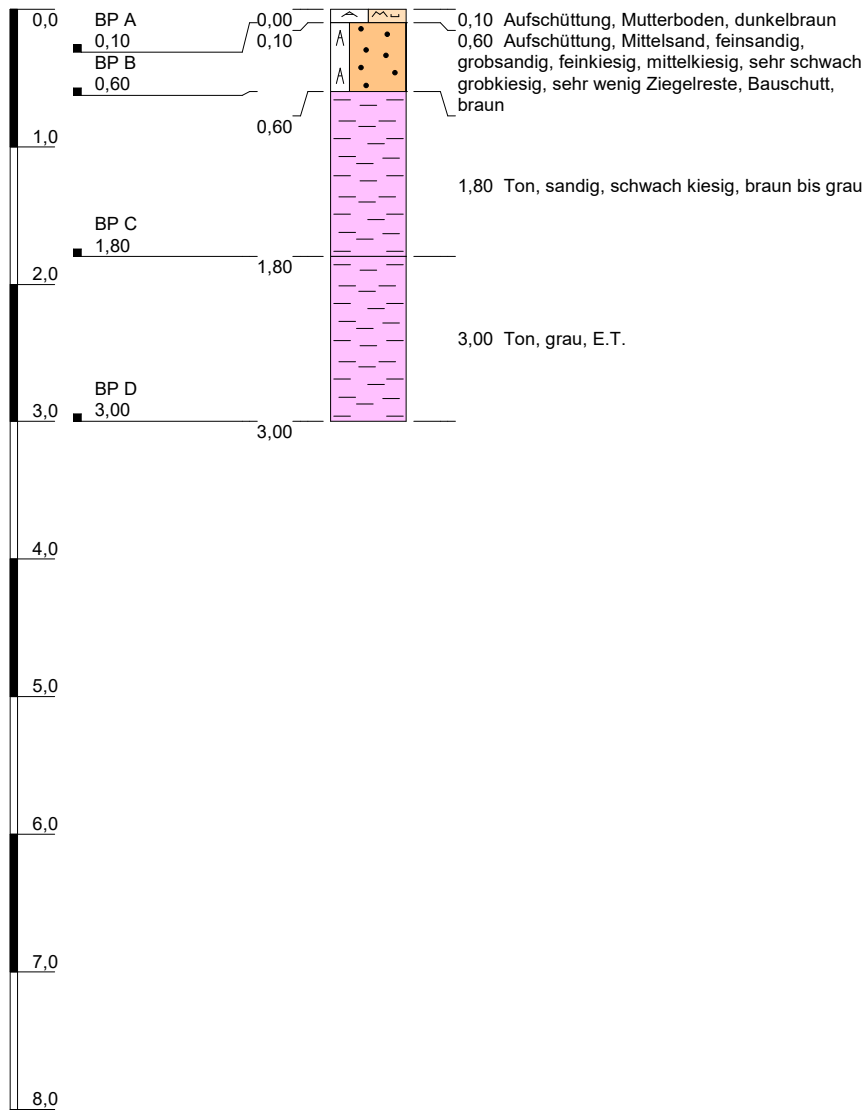 0,0
BP A
0,10
BP B
0,60
1,0
BP C
1,80
2,0
BP D
3,00
3,0
4,0
5,0
6,0
7,0
8,0
0,00
0,10
0,60
1,80
3,00
0,10 Aufschüttung, Mutterboden, dunkelbraun
0,60 Aufschüttung, Mittelsand, feinsandig,
grobsandig, feinkiesig, mittelkiesig, sehr schwach
grobkiesig, sehr wenig Ziegelreste, Bauschutt,
braun
1,80 Ton, sandig, schwach kiesig, braun bis grau
3,00 Ton, grau, E.T.